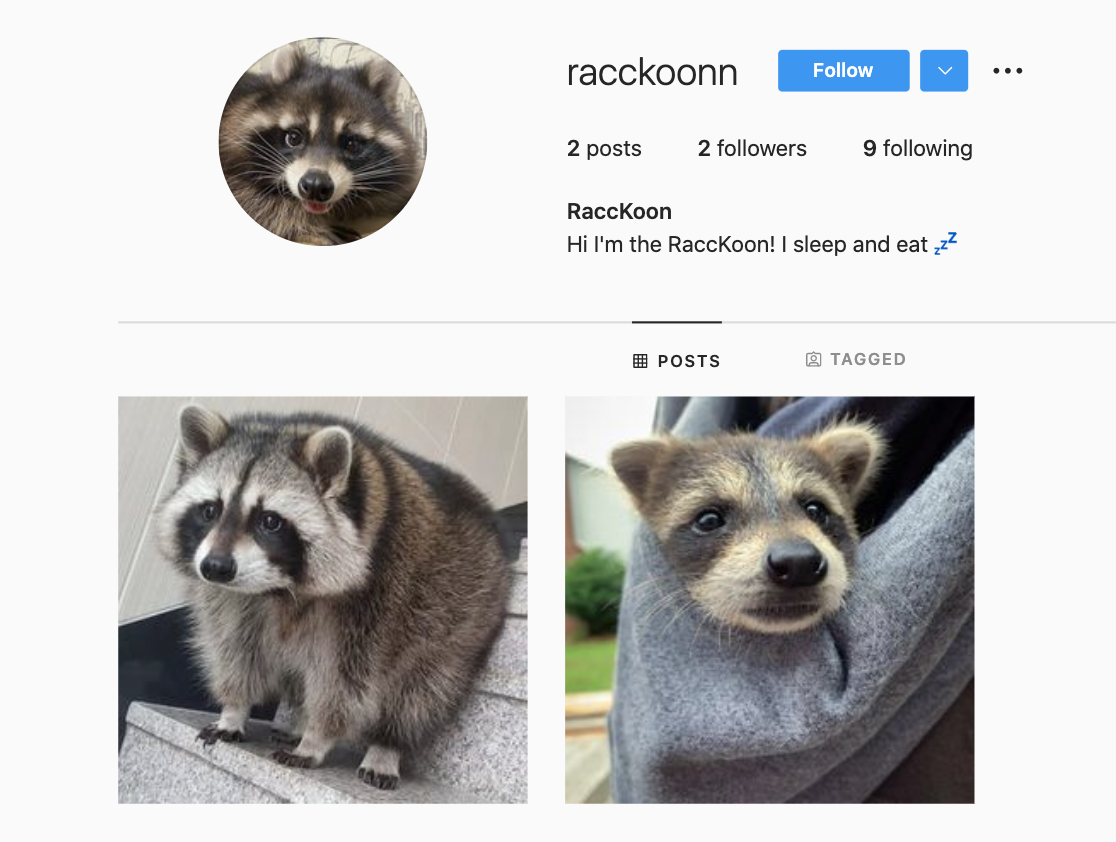 racckoonn Follow
2 posts 2 followers 9 following
RaccKoon
Hi I'm the RaccKoon! I sleep and eat 💤
POSTS TAGGED